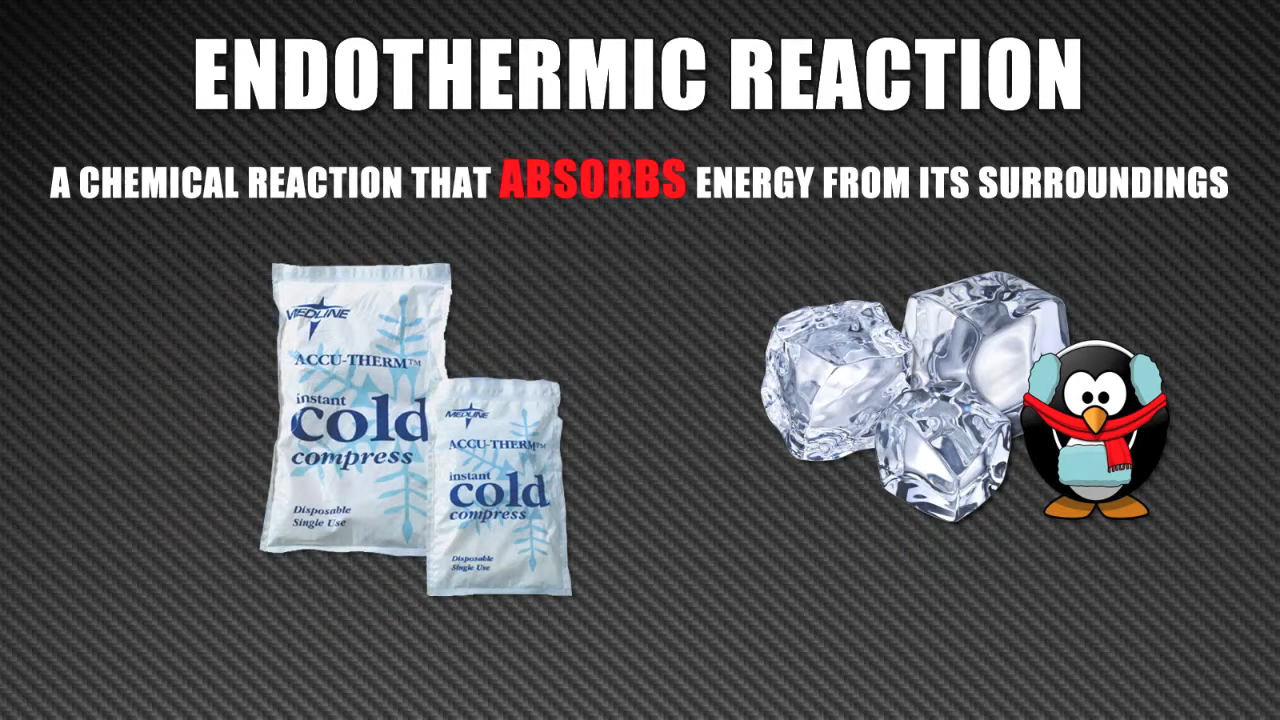 ENDOTHERMIC REACTION
A CHEMICAL REACTION THAT ABSORBS ENERGY FROM ITS SURROUNDINGS
MEDLINE
ACCU-THERM™
instant
cold
compress
Disposable
Single Use
MEDLINE
ACCU-THERM™
instant
cold
compress
Disposable
Single Use